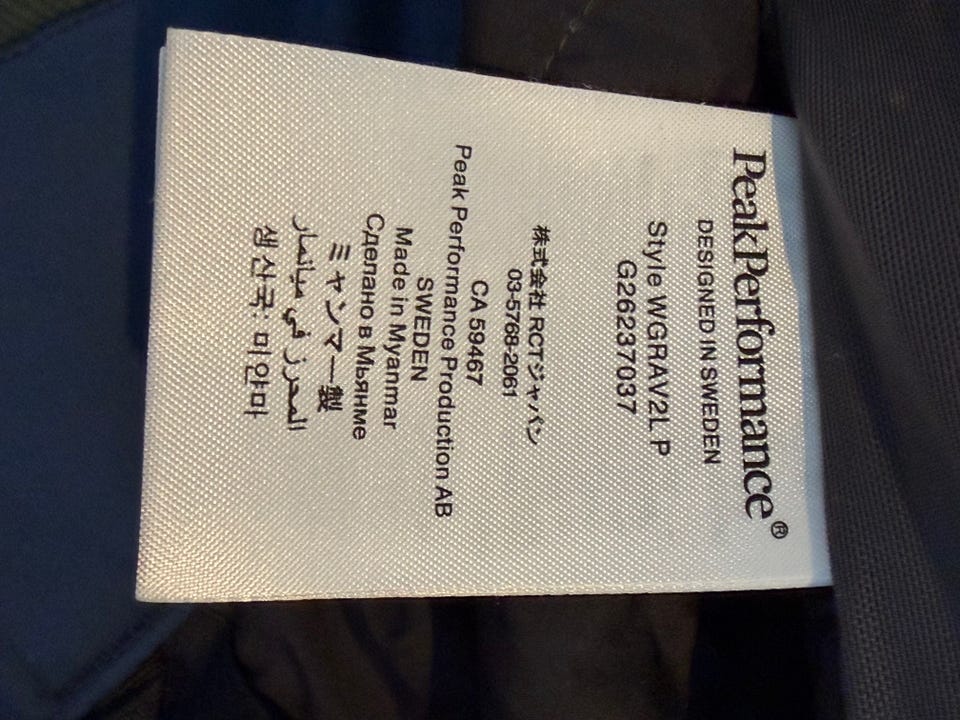 PeakPerformance®
DESIGNED IN SWEDEN
Style WGRAV2L P
G26237037
株式会社 RCTジャパン
03-5768-2061
CA 59467
Peak Performance Production AB
SWEDEN
Made in Myanmar
Сделано в Мьянме
ミャンマー製
المحرز في ميانمار
생산국: 미얀마